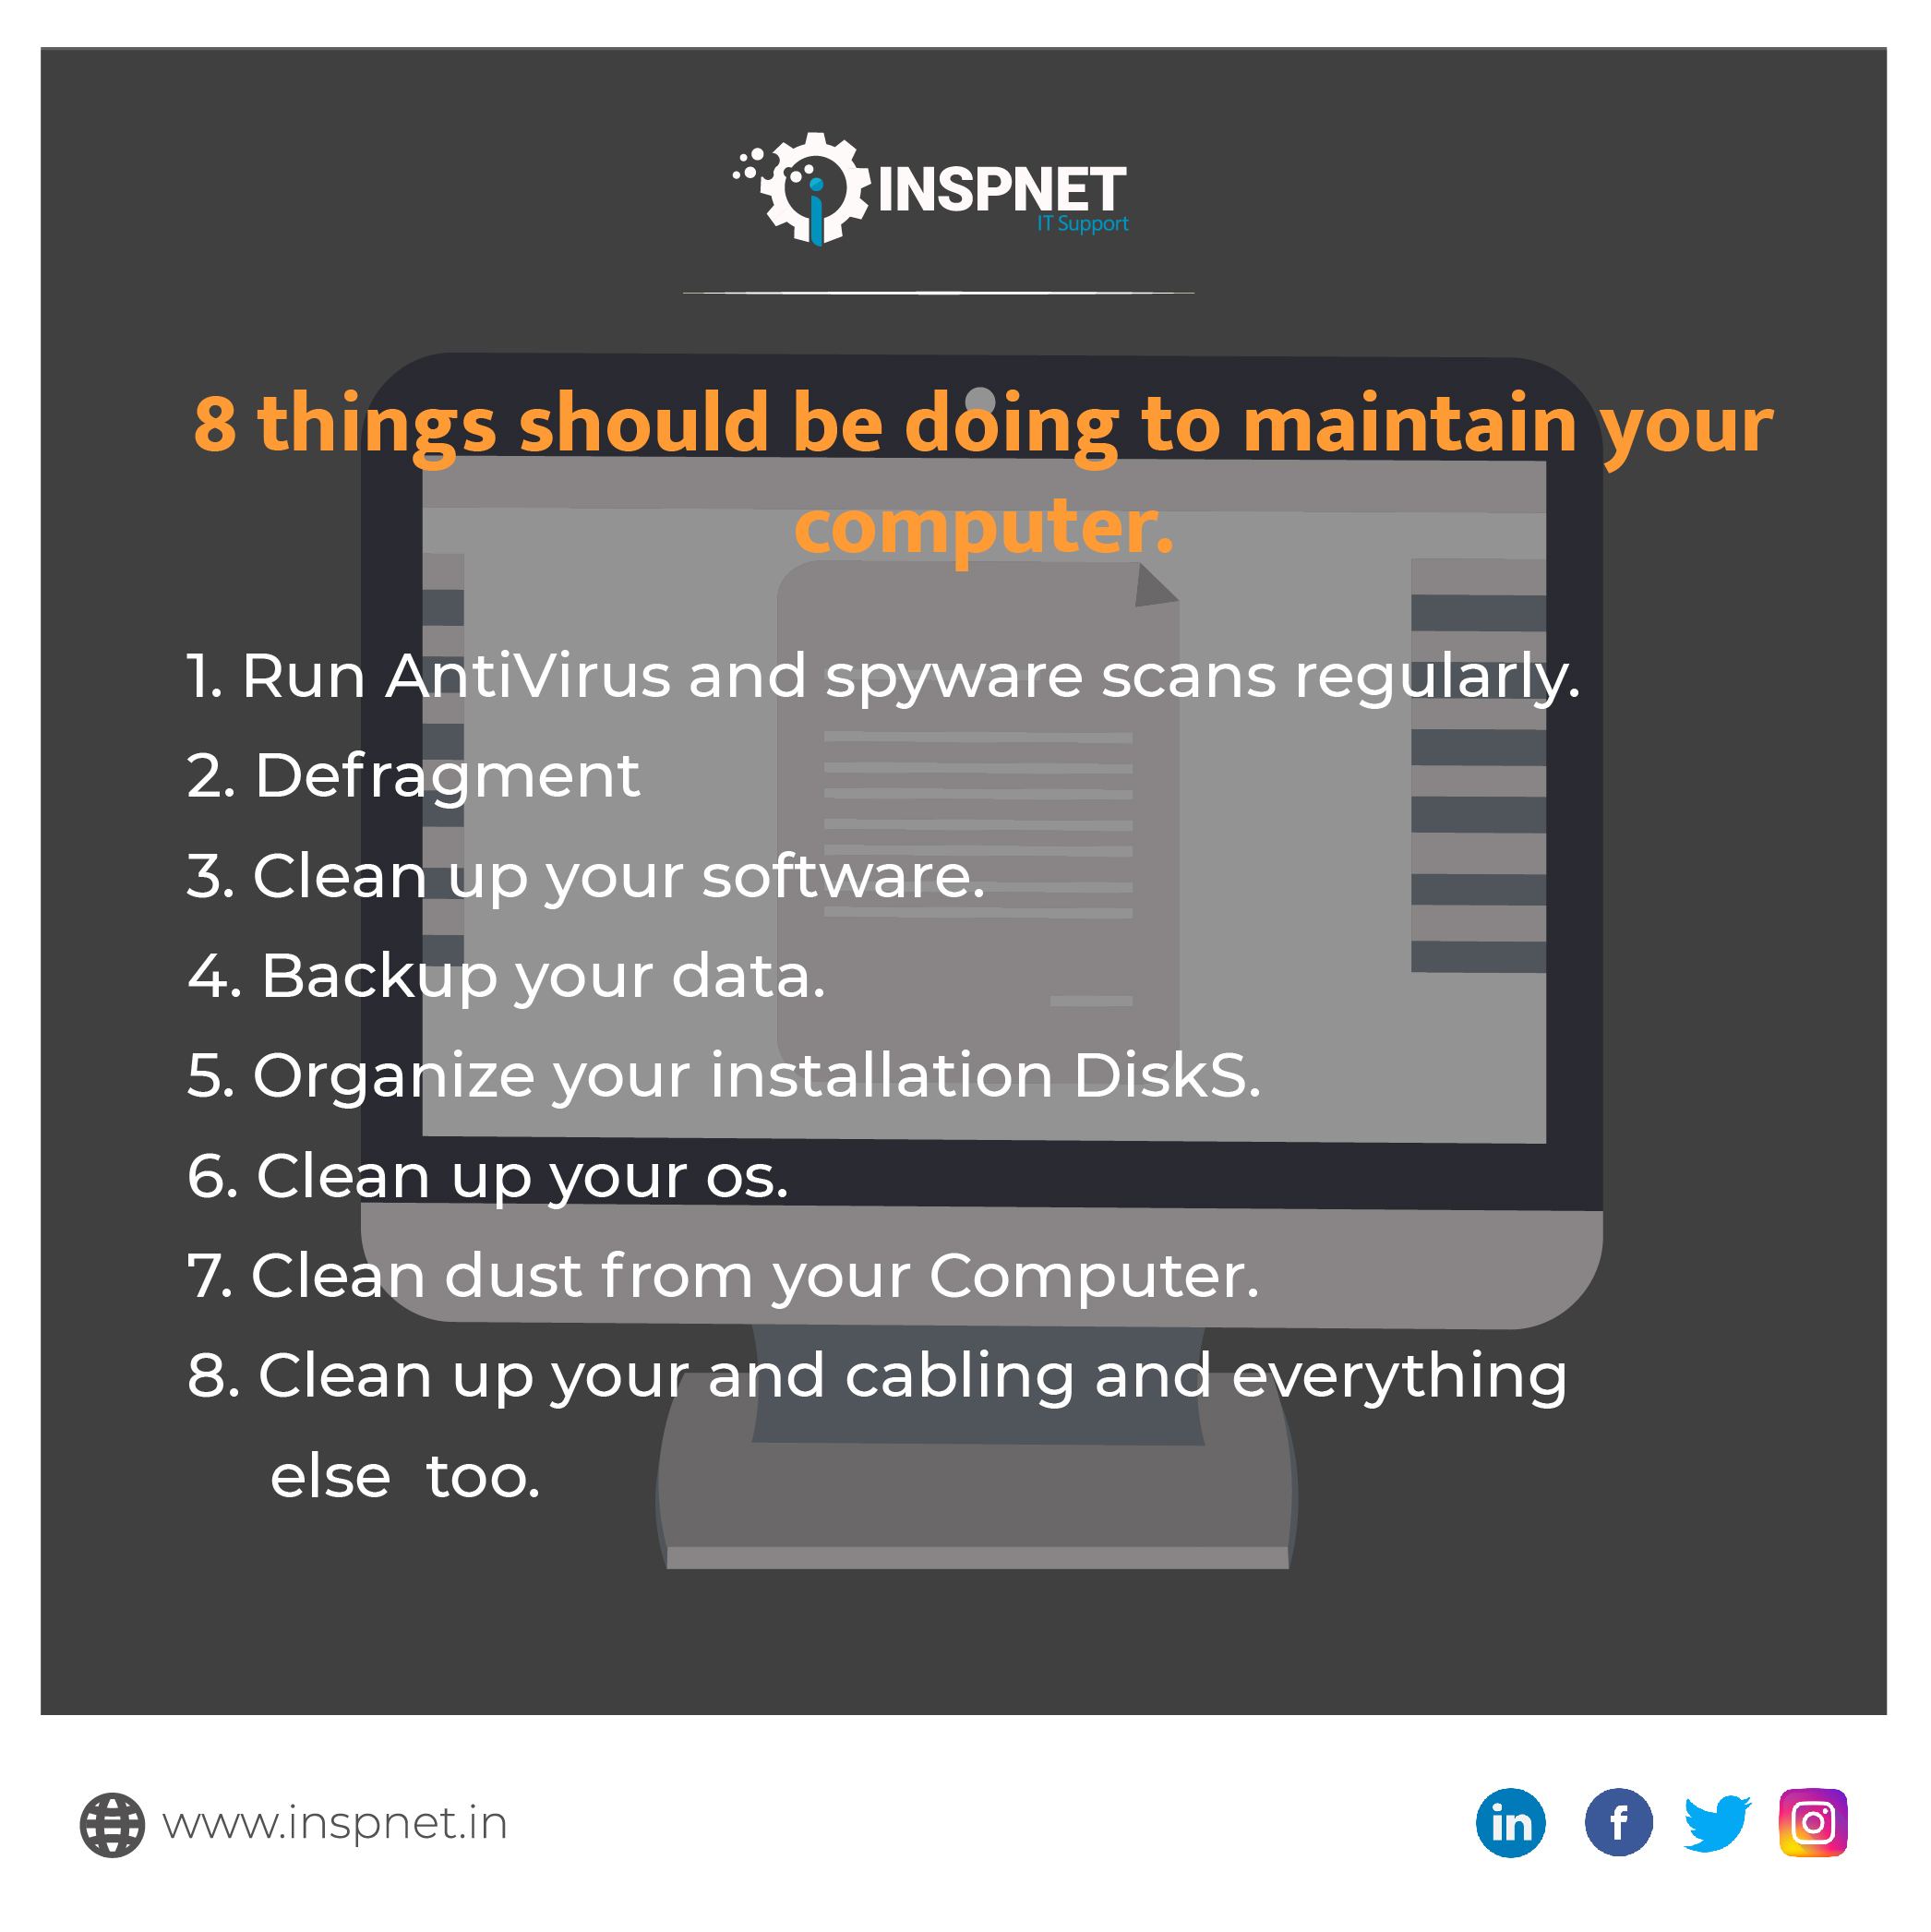 INSPNET
IT Support
8 things should be doing to maintain your
computer.
1. Run AntiVirus and spyware scans regularly.
2. Defragment
3. Clean up your software.
4. Backup your data.
5. Organize your installation DiskS.
6. Clean up your os.
7. Clean dust from your Computer.
8. Clean up your and cabling and everything
else too.
www.inspnet.in